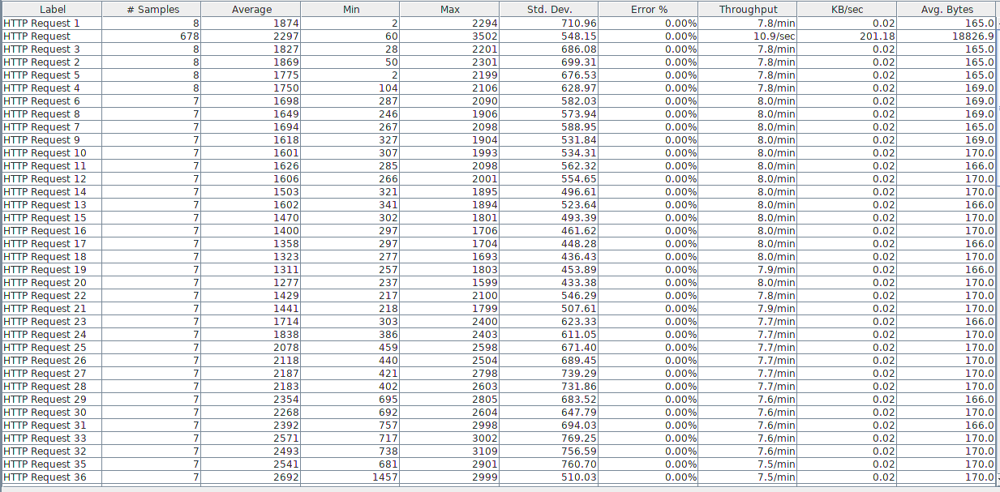 Label # Samples Average Min Max Std. Dev. Error % Throughput KB/sec Avg. Bytes
HTTP Request 1 8 1874 2 2294 710.96 0.00% 7.8/min 0.02 165.0
HTTP Request 678 2297 60 3502 548.15 0.00% 10.9/sec 201.18 18826.9
HTTP Request 3 8 1827 28 2201 686.08 0.00% 7.8/min 0.02 165.0
HTTP Request 2 8 1869 50 2301 699.31 0.00% 7.8/min 0.02 165.0
HTTP Request 5 8 1775 2 2199 676.53 0.00% 7.8/min 0.02 165.0
HTTP Request 4 8 1750 104 2106 628.97 0.00% 7.8/min 0.02 169.0
HTTP Request 6 7 1698 287 2090 582.03 0.00% 8.0/min 0.02 169.0
HTTP Request 8 7 1649 246 1906 573.94 0.00% 8.0/min 0.02 169.0
HTTP Request 7 7 1694 267 2098 588.95 0.00% 8.0/min 0.02 165.0
HTTP Request 9 7 1618 327 1904 531.84 0.00% 8.0/min 0.02 169.0
HTTP Request 10 7 1601 307 1993 534.31 0.00% 8.0/min 0.02 170.0
HTTP Request 11 7 1626 285 2098 562.32 0.00% 8.0/min 0.02 166.0
HTTP Request 12 7 1606 266 2001 554.65 0.00% 8.0/min 0.02 170.0
HTTP Request 14 7 1503 321 1895 496.61 0.00% 8.0/min 0.02 170.0
HTTP Request 13 7 1602 341 1894 523.64 0.00% 8.0/min 0.02 166.0
HTTP Request 15 7 1470 302 1801 493.39 0.00% 8.0/min 0.02 170.0
HTTP Request 16 7 1400 297 1706 461.62 0.00% 8.0/min 0.02 170.0
HTTP Request 17 7 1358 297 1704 448.28 0.00% 8.0/min 0.02 166.0
HTTP Request 18 7 1323 277 1693 436.43 0.00% 8.0/min 0.02 170.0
HTTP Request 19 7 1311 257 1803 453.89 0.00% 7.9/min 0.02 166.0
HTTP Request 20 7 1277 237 1599 433.38 0.00% 8.0/min 0.02 170.0
HTTP Request 22 7 1429 217 2100 546.29 0.00% 7.8/min 0.02 170.0
HTTP Request 21 7 1441 218 1799 507.61 0.00% 7.9/min 0.02 170.0
HTTP Request 23 7 1714 303 2400 623.33 0.00% 7.7/min 0.02 166.0
HTTP Request 24 7 1838 386 2403 611.05 0.00% 7.7/min 0.02 170.0
HTTP Request 25 7 2078 459 2598 671.40 0.00% 7.7/min 0.02 170.0
HTTP Request 26 7 2118 440 2504 689.45 0.00% 7.7/min 0.02 170.0
HTTP Request 27 7 2187 421 2798 739.29 0.00% 7.7/min 0.02 170.0
HTTP Request 28 7 2183 402 2603 731.86 0.00% 7.7/min 0.02 170.0
HTTP Request 29 7 2354 695 2805 683.52 0.00% 7.6/min 0.02 166.0
HTTP Request 30 7 2268 692 2604 647.79 0.00% 7.6/min 0.02 170.0
HTTP Request 31 7 2392 757 2998 694.03 0.00% 7.6/min 0.02 166.0
HTTP Request 33 7 2571 717 3002 769.25 0.00% 7.6/min 0.02 170.0
HTTP Request 32 7 2493 738 3109 756.59 0.00% 7.6/min 0.02 170.0
HTTP Request 35 7 2541 681 2901 760.70 0.00% 7.5/min 0.02 170.0
HTTP Request 36 7 2692 1457 2999 510.03 0.00% 7.5/min 0.02 170.0